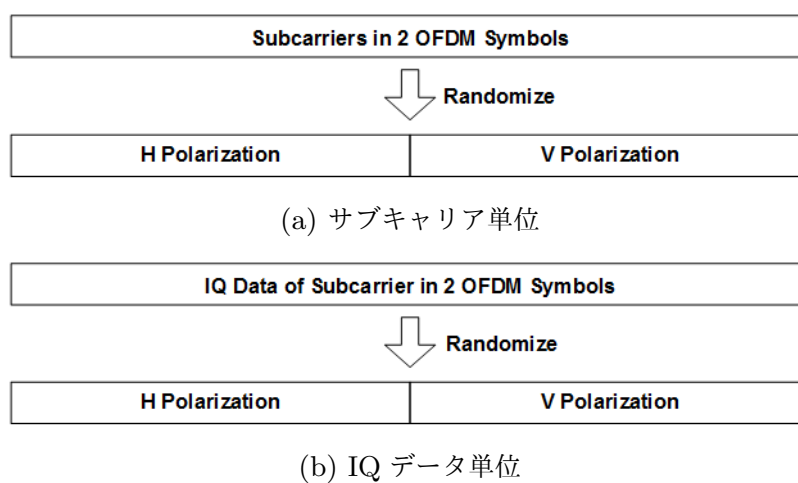 Subcarriers in 2 OFDM Symbols
Randomize
H Polarization V Polarization
(a) サブキャリア単位
IQ Data of Subcarrier in 2 OFDM Symbols
Randomize
H Polarization V Polarization
(b) IQ データ単位